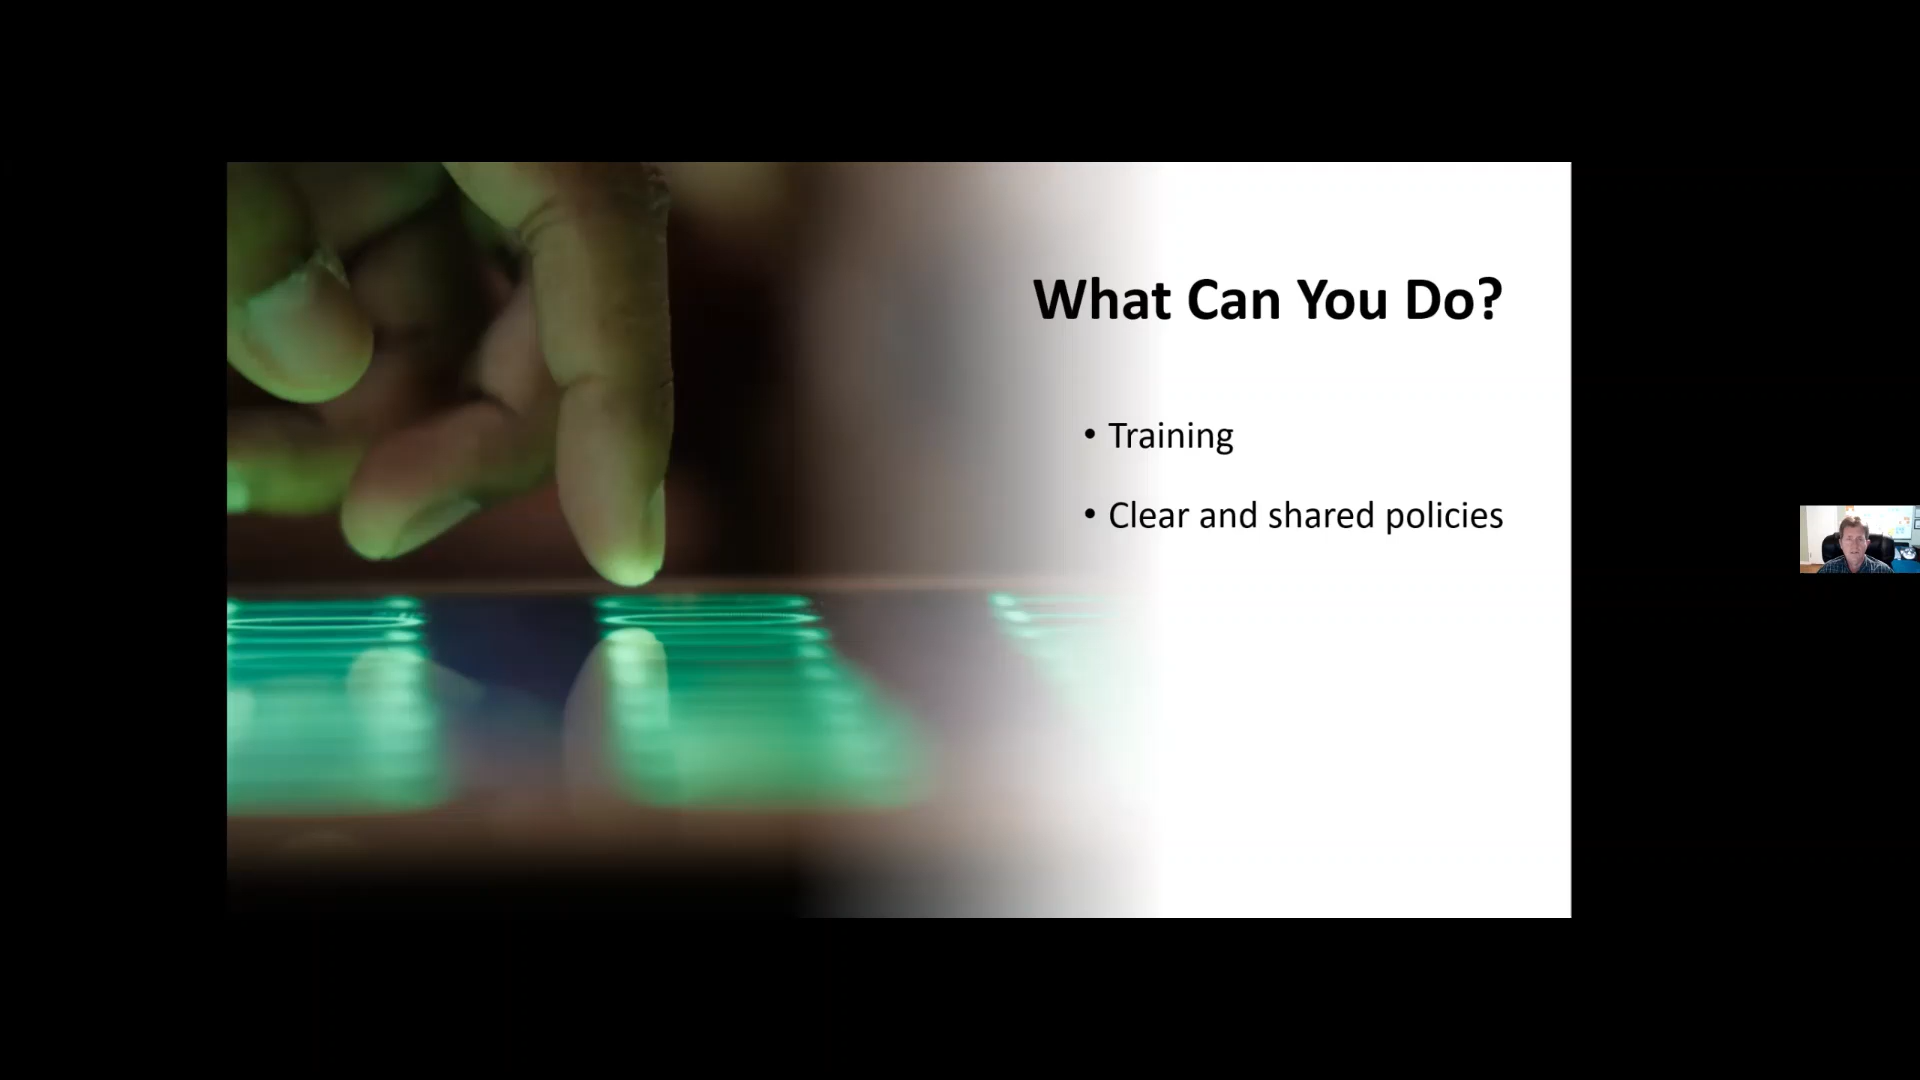 What Can You Do?
• Training
• Clear and shared policies